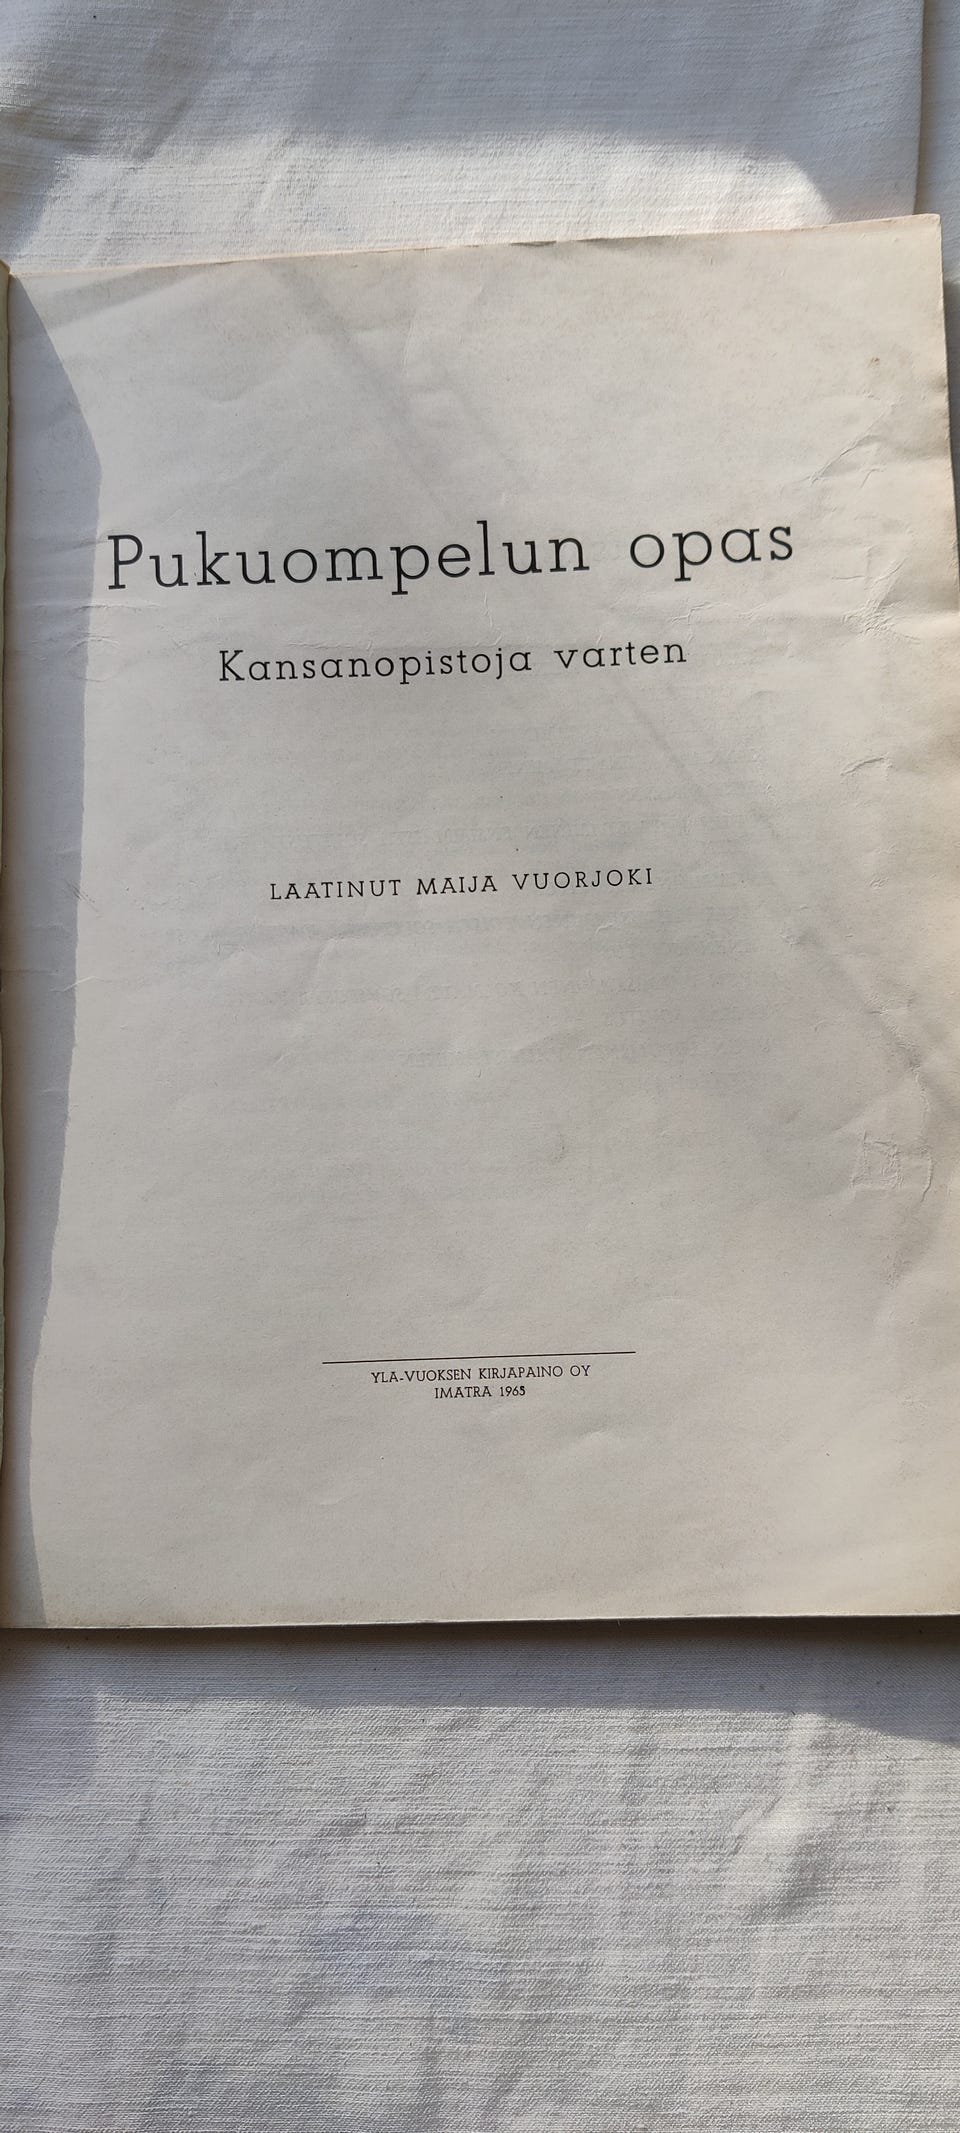 Pukuompelun opas
Kansanopistoja varten
LAATINUT MAIJA VUORJOKI
YLÄ-VUOKSEN KIRJAPAINO OY
IMATRA 1965